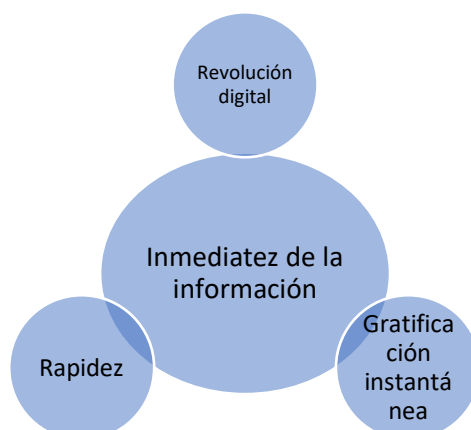 Revolución
digital
Inmediatez de la
información
Rapidez
Gratifica
ción
instantá
nea